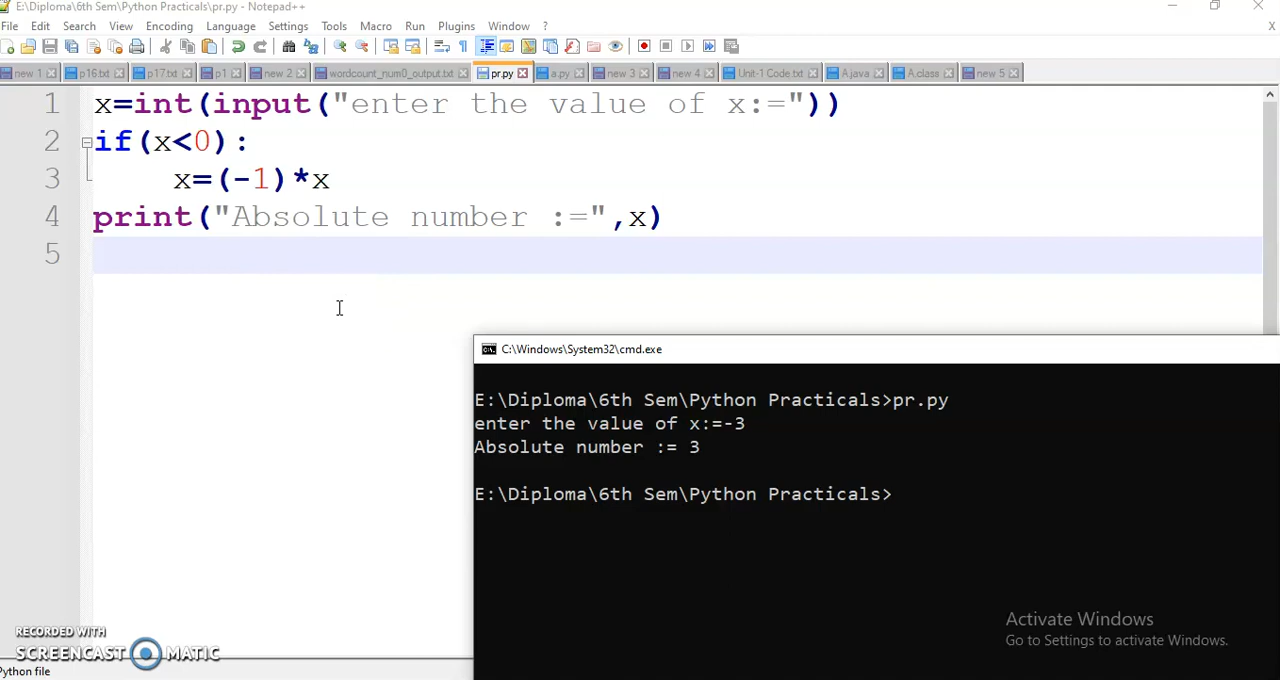 E:\Diploma\6th Sem\Python Practicals\pr.py - Notepad++
File Edit Search View Encoding Language Settings Tools Macro Run Plugins Window ? X
new 1 p16.txt p17.txt p1 new 2 wordcount_num0_output.txt pr.py a.py new 3 new 4 Unit-1 Code.txt A.java A.class new 5
1 x=int(input("enter the value of x:="))
2 if(x<0):
3 x=(-1)*x
4 print("Absolute number :=",x)
5
C:\Windows\System32\cmd.exe
E:\Diploma\6th Sem\Python Practicals>pr.py
enter the value of x:=-3
Absolute number := 3
E:\Diploma\6th Sem\Python Practicals>
Activate Windows
Go to Settings to activate Windows.
RECORDED WITH
SCREENCAST MATIC
Python file